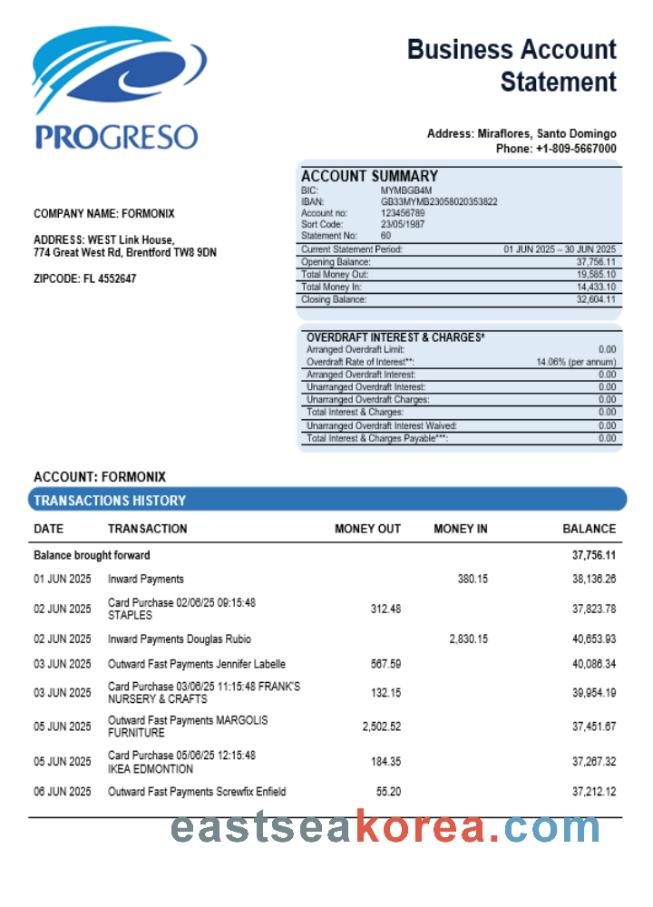 PROGRESO
Business Account
Statement
Address: Miraflores, Santo Domingo
Phone: +1-809-5667000
COMPANY NAME: FORMONIX
ADDRESS: WEST Link House,
774 Great West Rd, Brentford TW8 9DN
ZIPCODE: FL 4552647
ACCOUNT SUMMARY
BIC: MYMBGB4M
IBAN: GB33MYMB23058020353822
Account no: 123456789
Sort Code: 23/05/1987
Statement No: 60
Current Statement Period: 01 JUN 2025 – 30 JUN 2025
Opening Balance: 37,756.11
Total Money Out: 19,585.10
Total Money In: 14,433.10
Closing Balance: 32,604.11
OVERDRAFT INTEREST & CHARGES*
Arranged Overdraft Limit: 0.00
Overdraft Rate of Interest**: 14.06% (per annum)
Arranged Overdraft Interest: 0.00
Unarranged Overdraft Interest: 0.00
Unarranged Overdraft Charges: 0.00
Total Interest & Charges: 0.00
Unarranged Overdraft Interest Waived: 0.00
Total Interest & Charges Payable***: 0.00
ACCOUNT: FORMONIX
TRANSACTIONS HISTORY
DATE TRANSACTION MONEY OUT MONEY IN BALANCE
Balance brought forward 37,756.11
01 JUN 2025 Inward Payments 380.15 38,136.26
02 JUN 2025 Card Purchase 02/06/25 09:15:48 312.48 37,823.78
STAPLES
02 JUN 2025 Inward Payments Douglas Rubio 2,830.15 40,653.93
03 JUN 2025 Outward Fast Payments Jennifer Labelle 567.59 40,086.34
03 JUN 2025 Card Purchase 03/06/25 11:15:48 FRANK'S 132.15 39,954.19
NURSERY & CRAFTS
05 JUN 2025 Outward Fast Payments MARGOLIS 2,502.52 37,451.67
FURNITURE
05 JUN 2025 Card Purchase 05/06/25 12:15:48 184.35 37,267.32
IKEA EDMONTION
06 JUN 2025 Outward Fast Payments Screwfix Enfield 55.20 37,212.12
eastseakorea.com